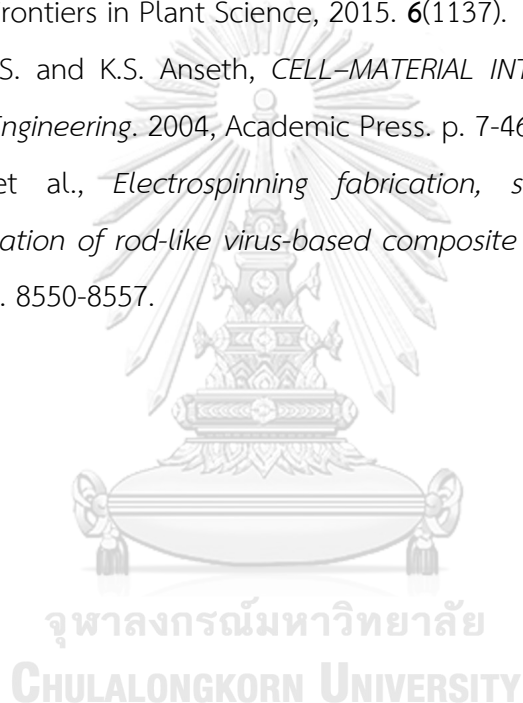 rontiers in Plant Science, 2015. 6(1137).
S. and K.S. Anseth, CELL–MATERIAL INT
Engineering. 2004, Academic Press. p. 7-46
et al., Electrospinning fabrication, s
ation of rod-like virus-based composite
. 8550-8557.
จุฬาลงกรณ์มหาวิทยาลัย
CHULALONGKORN UNIVERSITY